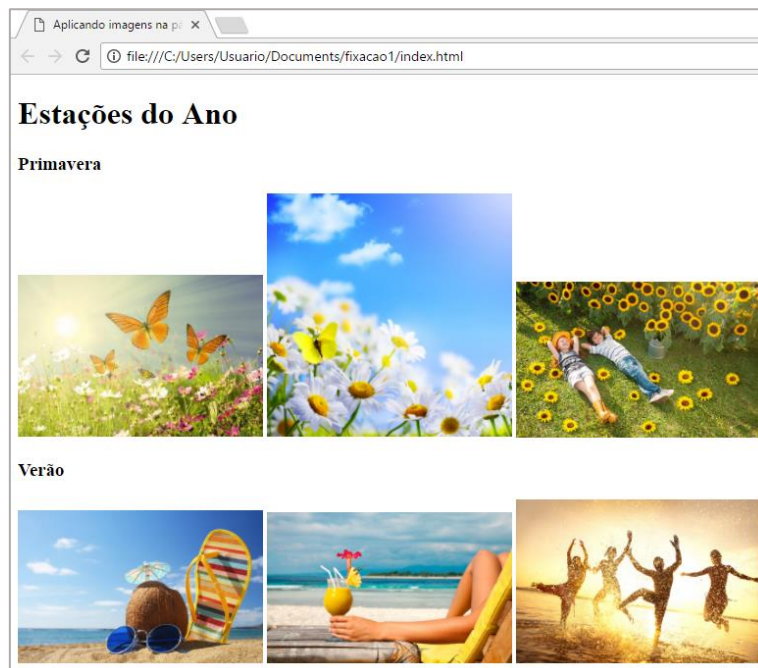 Aplicando imagens na pá
file:///C:/Users/Usuario/Documents/fixacao1/index.html
Estações do Ano
Primavera
Verão